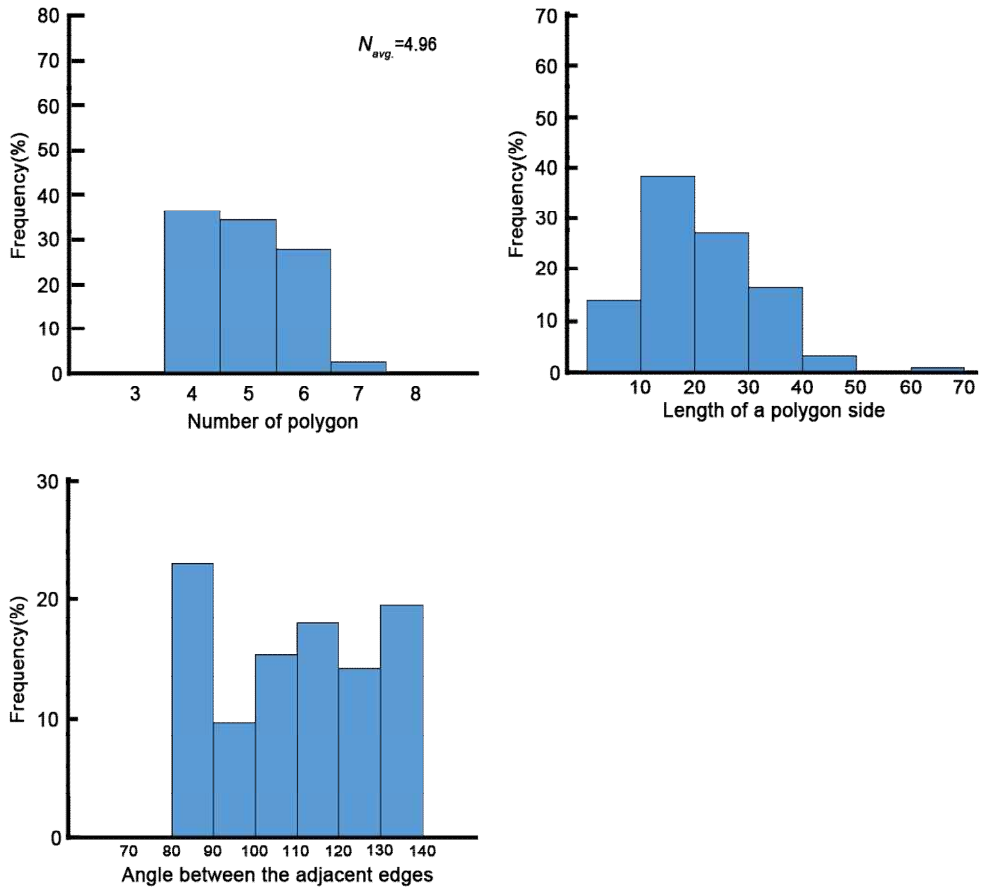 80
70
60
50
40
30
20
10
0
Frequency(%)
N avg. =4.96
3 4 5 6 7 8
Number of polygon
70
60
50
40
30
20
10
0
Frequency(%)
10 20 30 40 50 60 70
Length of a polygon side
30
20
10
0
Frequency(%)
70 80 90 100 110 120 130 140
Angle between the adjacent edges